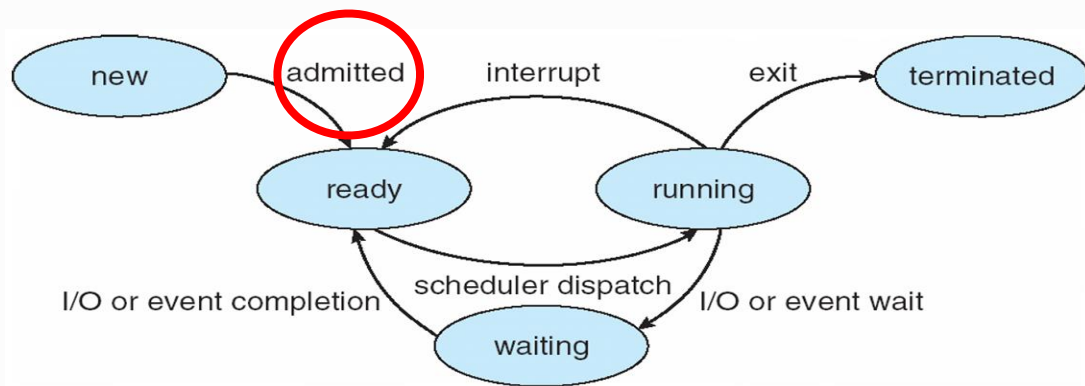 new
admitted
interrupt
exit
terminated
ready
running
I/O or event completion
scheduler dispatch
I/O or event wait
waiting